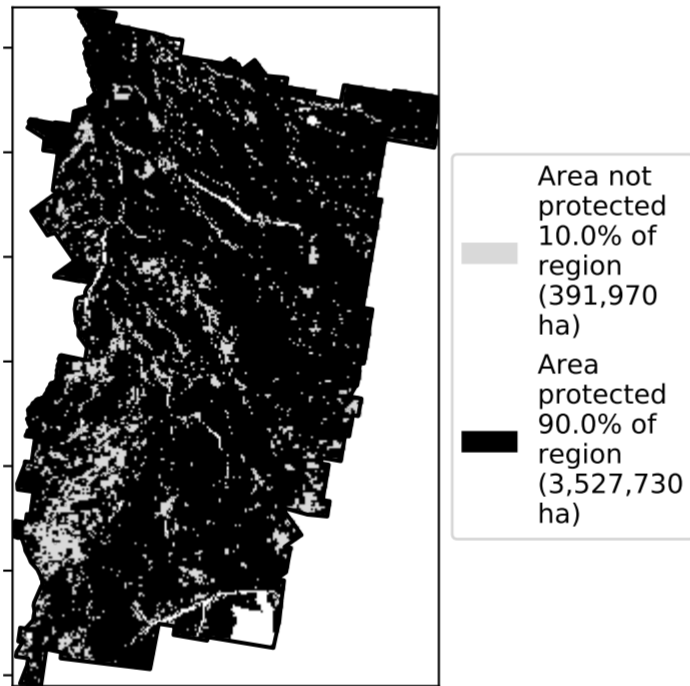 Area not
protected
10.0% of
region
(391,970
ha)
Area
protected
90.0% of
region
(3,527,730
ha)